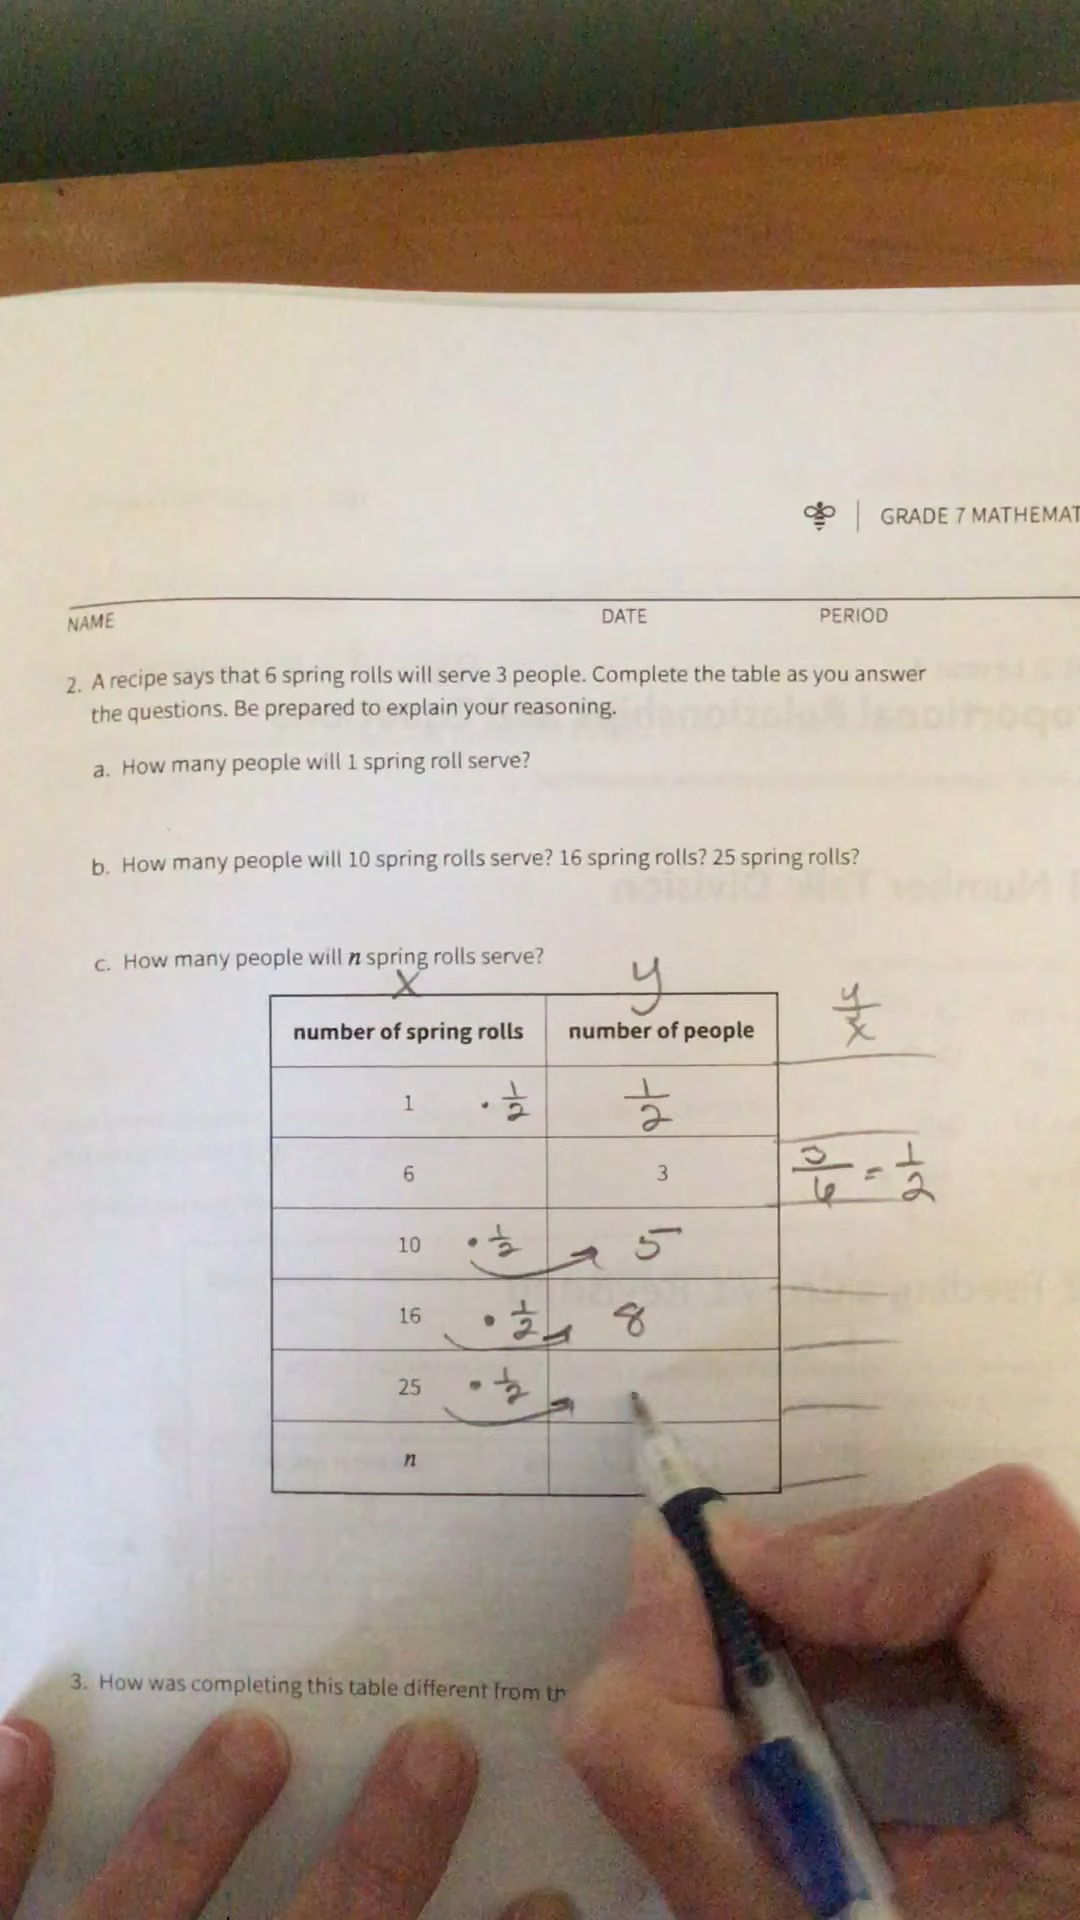 GRADE 7 MATHEMAT
NAME DATE PERIOD
2. A recipe says that 6 spring rolls will serve 3 people. Complete the table as you answer
the questions. Be prepared to explain your reasoning.
a. How many people will 1 spring roll serve?
b. How many people will 10 spring rolls serve? 16 spring rolls? 25 spring rolls?
c. How many people will n spring rolls serve?
x y y/x
number of spring rolls number of people
1 · 1/2 1/2
6 3 3/6 = 1/2
10 · 1/2 5
16 · 1/2 8
25 · 1/2
n
3. How was completing this table different from th